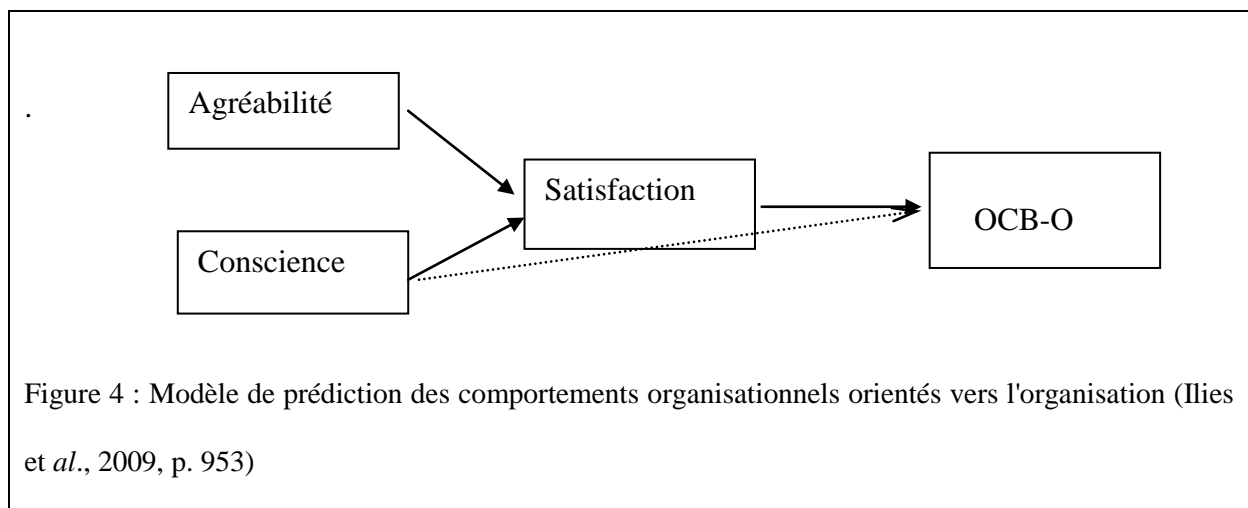 .
Agréabilité
Satisfaction
OCB-O
Conscience
Figure 4 : Modèle de prédiction des comportements organisationnels orientés vers l'organisation (Ilies
et al., 2009, p. 953)